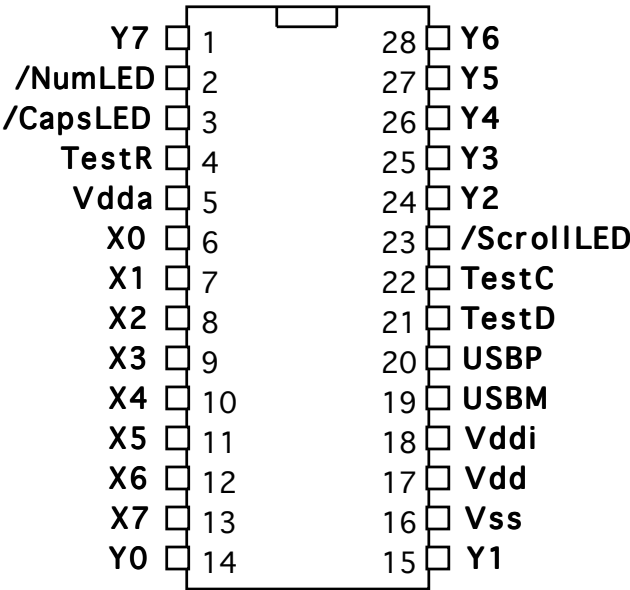 Y7 1 28 Y6
/NumLED 2 27 Y5
/CapsLED 3 26 Y4
TestR 4 25 Y3
Vdda 5 24 Y2
X0 6 23 /ScrollLED
X1 7 22 TestC
X2 8 21 TestD
X3 9 20 USBP
X4 10 19 USBM
X5 11 18 Vddi
X6 12 17 Vdd
X7 13 16 Vss
Y0 14 15 Y1